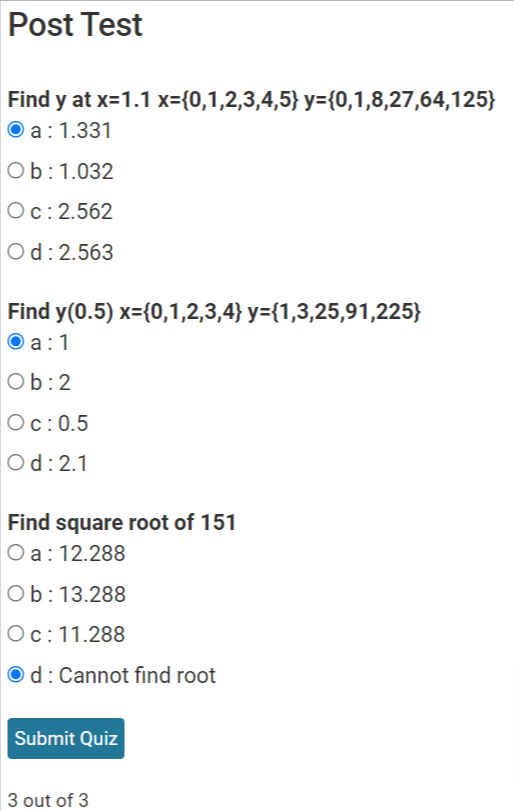 Post Test
Find y at x=1.1 x={0,1,2,3,4,5} y={0,1,8,27,64,125}
a : 1.331
b : 1.032
c : 2.562
d : 2.563
Find y(0.5) x={0,1,2,3,4} y={1,3,25,91,225}
a : 1
b : 2
c : 0.5
d : 2.1
Find square root of 151
a : 12.288
b : 13.288
c : 11.288
d : Cannot find root
Submit Quiz
3 out of 3